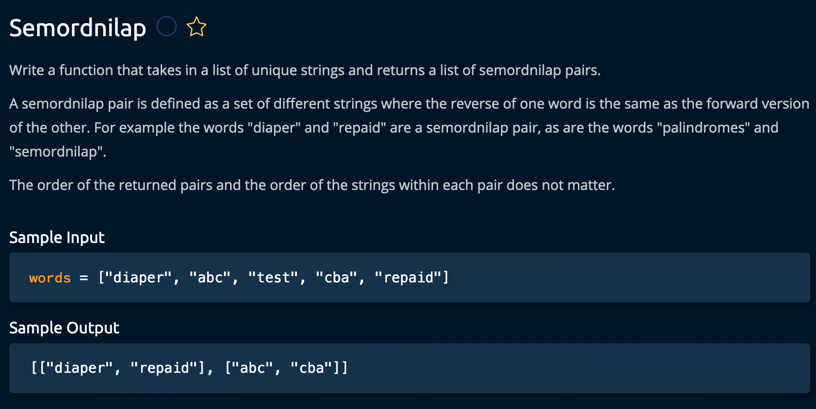 Semordnilap
Write a function that takes in a list of unique strings and returns a list of semordnilap pairs.
A semordnilap pair is defined as a set of different strings where the reverse of one word is the same as the forward version
of the other. For example the words "diaper" and "repaid" are a semordnilap pair, as are the words "palindromes" and
"semordnilap".
The order of the returned pairs and the order of the strings within each pair does not matter.
Sample Input
words = ["diaper", "abc", "test", "cba", "repaid"]
Sample Output
[["diaper", "repaid"], ["abc", "cba"]]